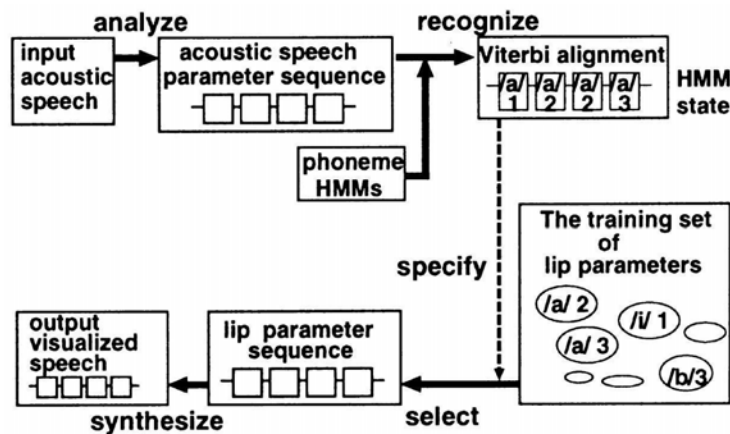 analyze
recognize
input
acoustic
speech
acoustic speech
parameter sequence
Viterbi alignment
/a/ /a/ /a/ /a/
1 2 2 3
HMM
state
phoneme
HMMs
specify
The training set
of
lip parameters
/a/ 2
/i/ 1
/a/ 3
/b/3
output
visualized
speech
lip parameter
sequence
synthesize
select